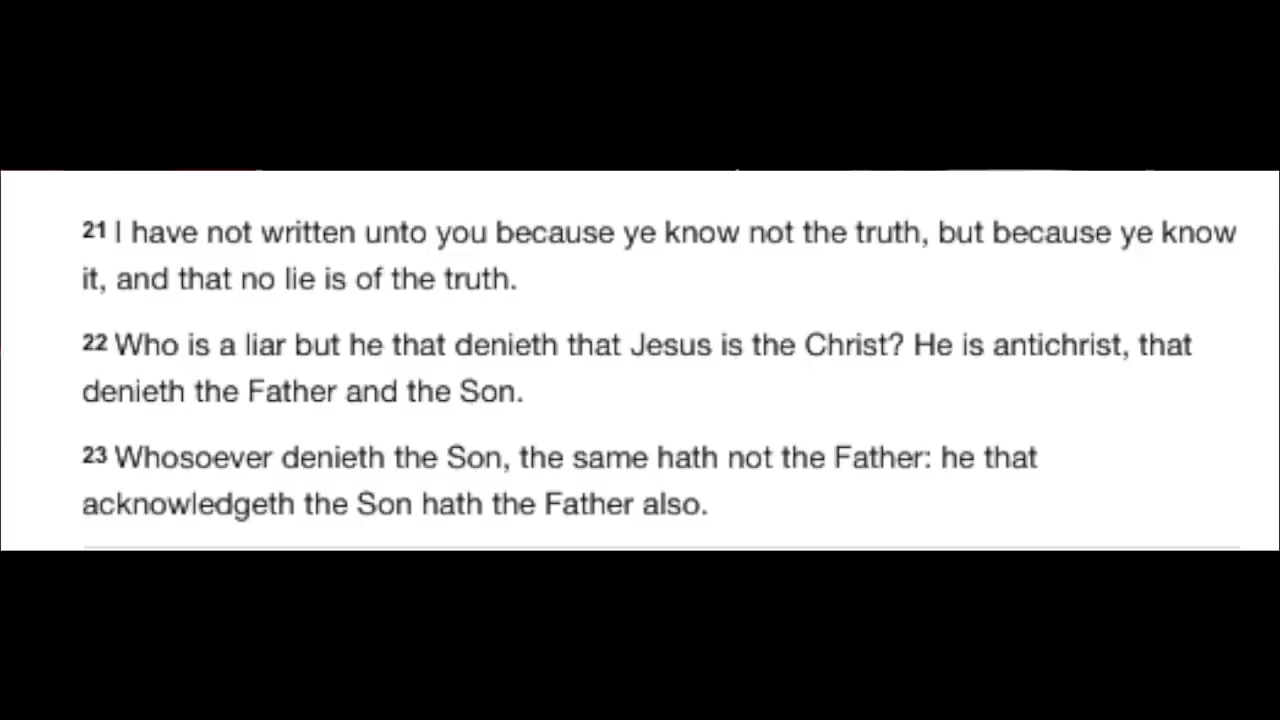 21 I have not written unto you because ye know not the truth, but because ye know
it, and that no lie is of the truth.
22 Who is a liar but he that denieth that Jesus is the Christ? He is antichrist, that
denieth the Father and the Son.
23 Whosoever denieth the Son, the same hath not the Father: he that
acknowledgeth the Son hath the Father also.